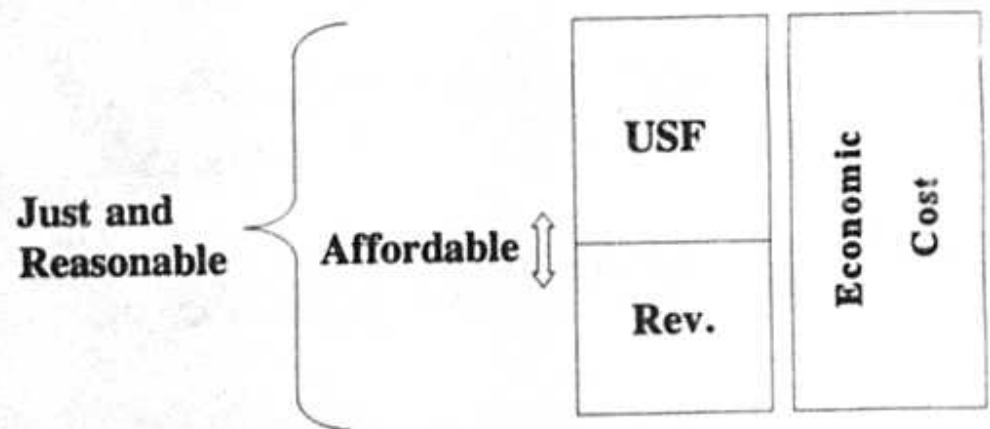 Just and
Reasonable
Affordable
USF
Rev.
Economic
Cost